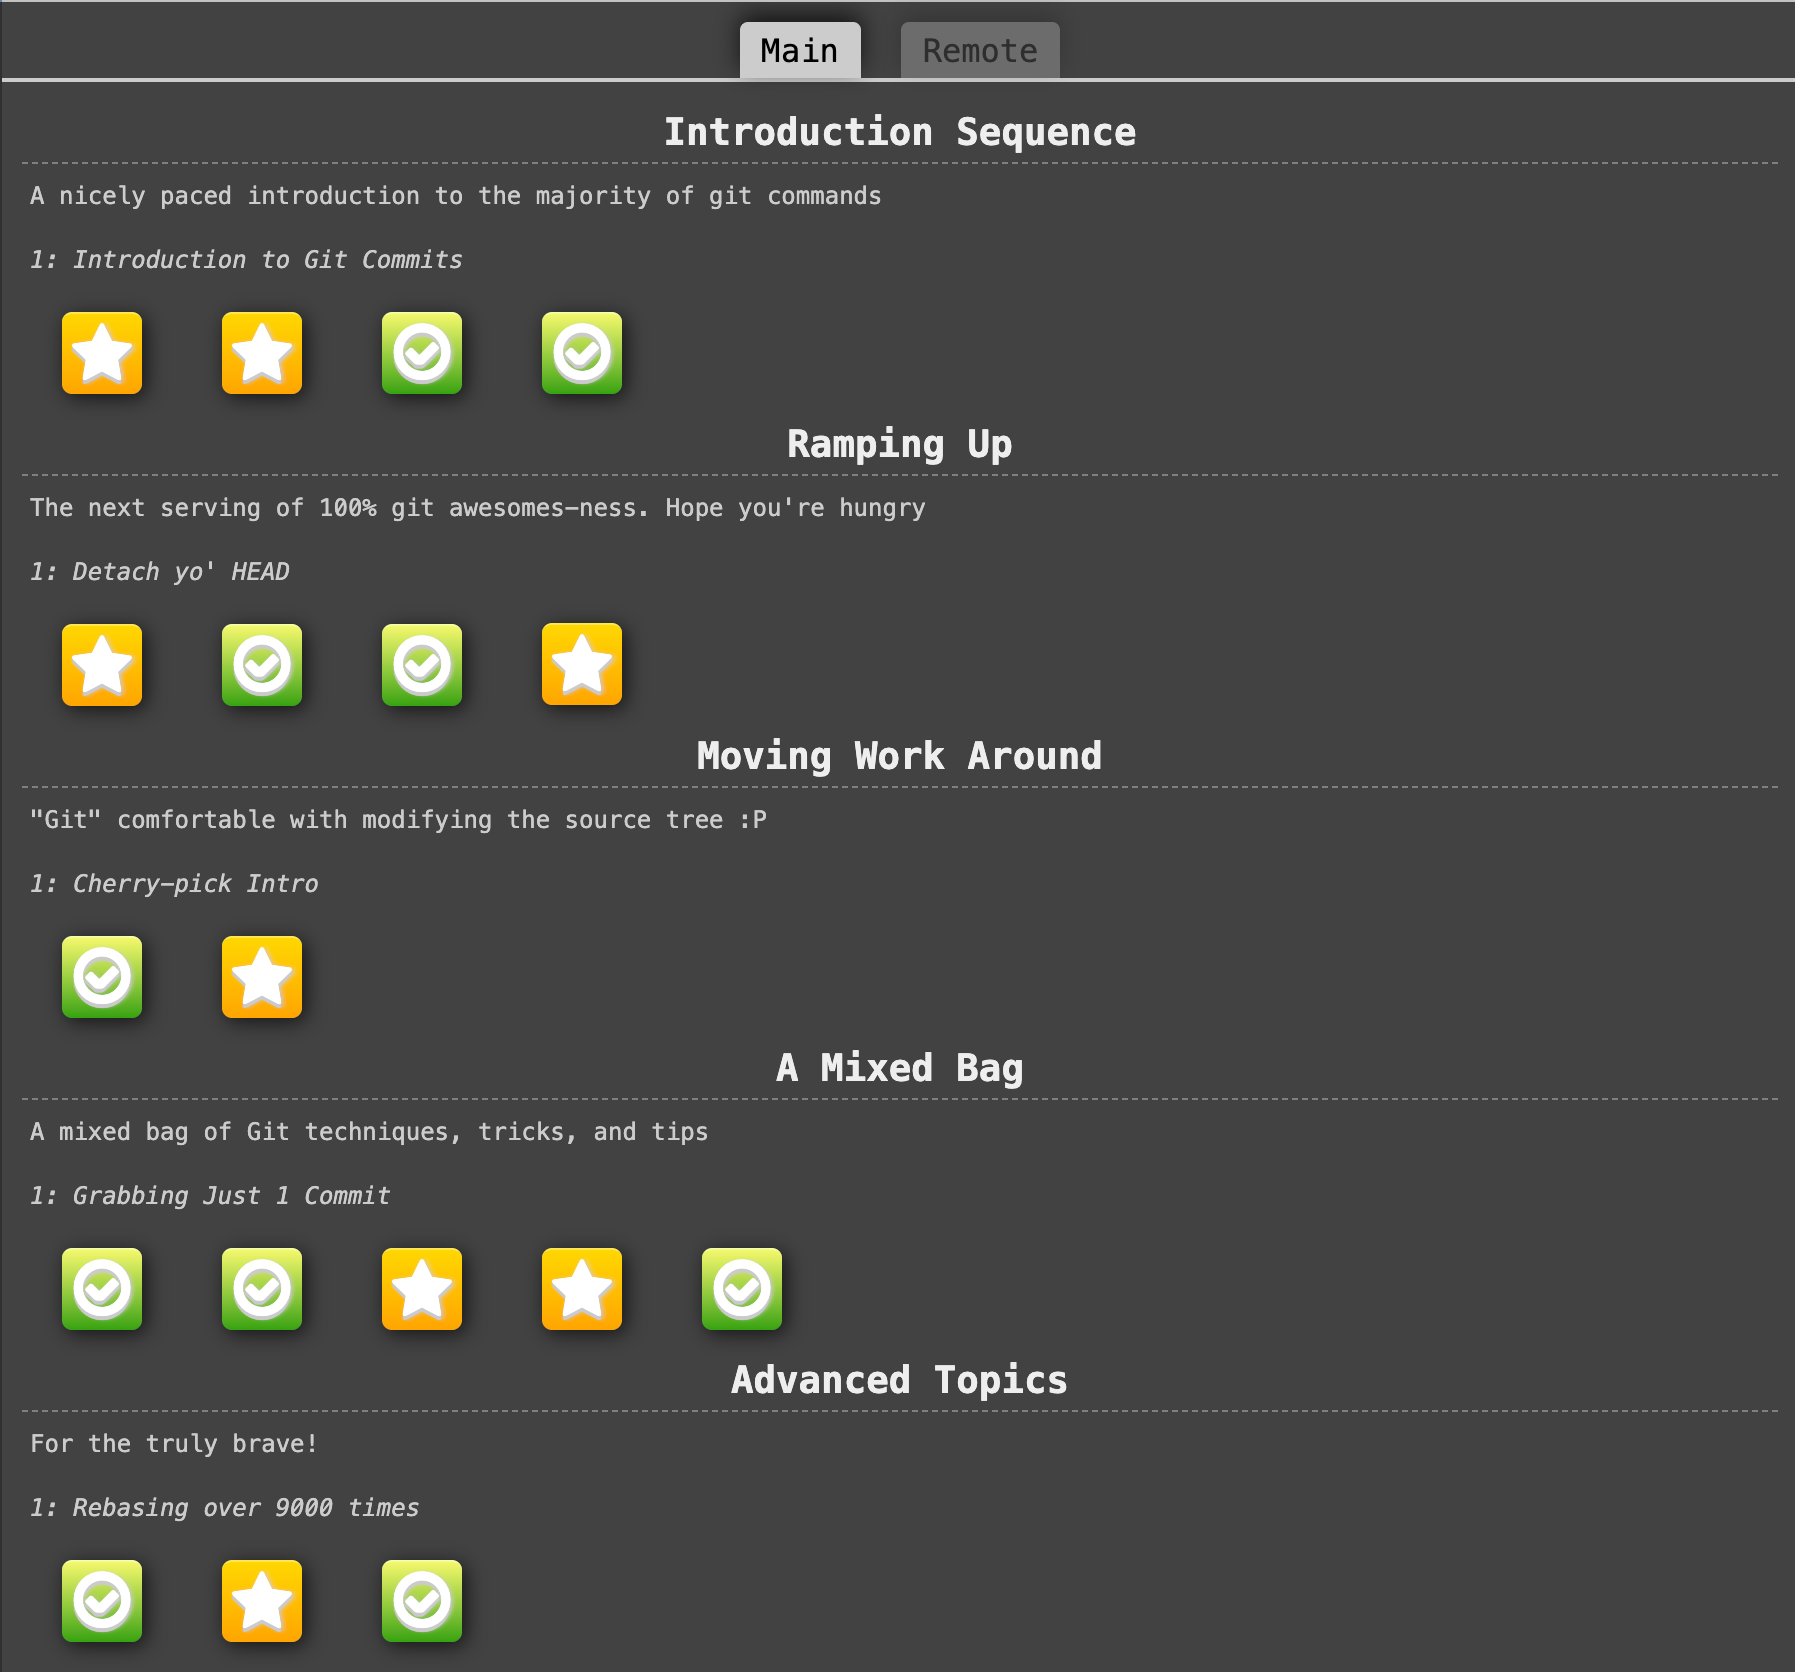 Main Remote
Introduction Sequence
A nicely paced introduction to the majority of git commands
1: Introduction to Git Commits
Ramping Up
The next serving of 100% git awesomes-ness. Hope you're hungry
1: Detach yo' HEAD
Moving Work Around
"Git" comfortable with modifying the source tree :P
1: Cherry-pick Intro
A Mixed Bag
A mixed bag of Git techniques, tricks, and tips
1: Grabbing Just 1 Commit
Advanced Topics
For the truly brave!
1: Rebasing over 9000 times